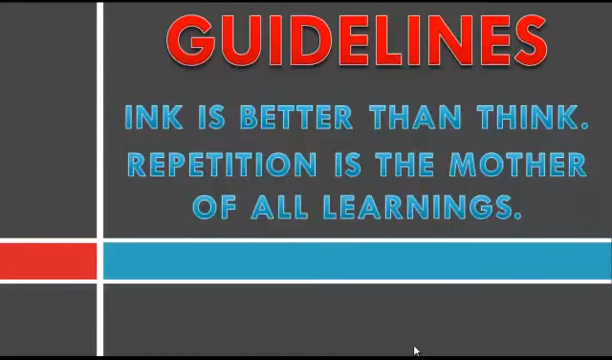 GUIDELINES
INK IS BETTER THAN THINK.
REPETITION IS THE MOTHER
OF ALL LEARNINGS.